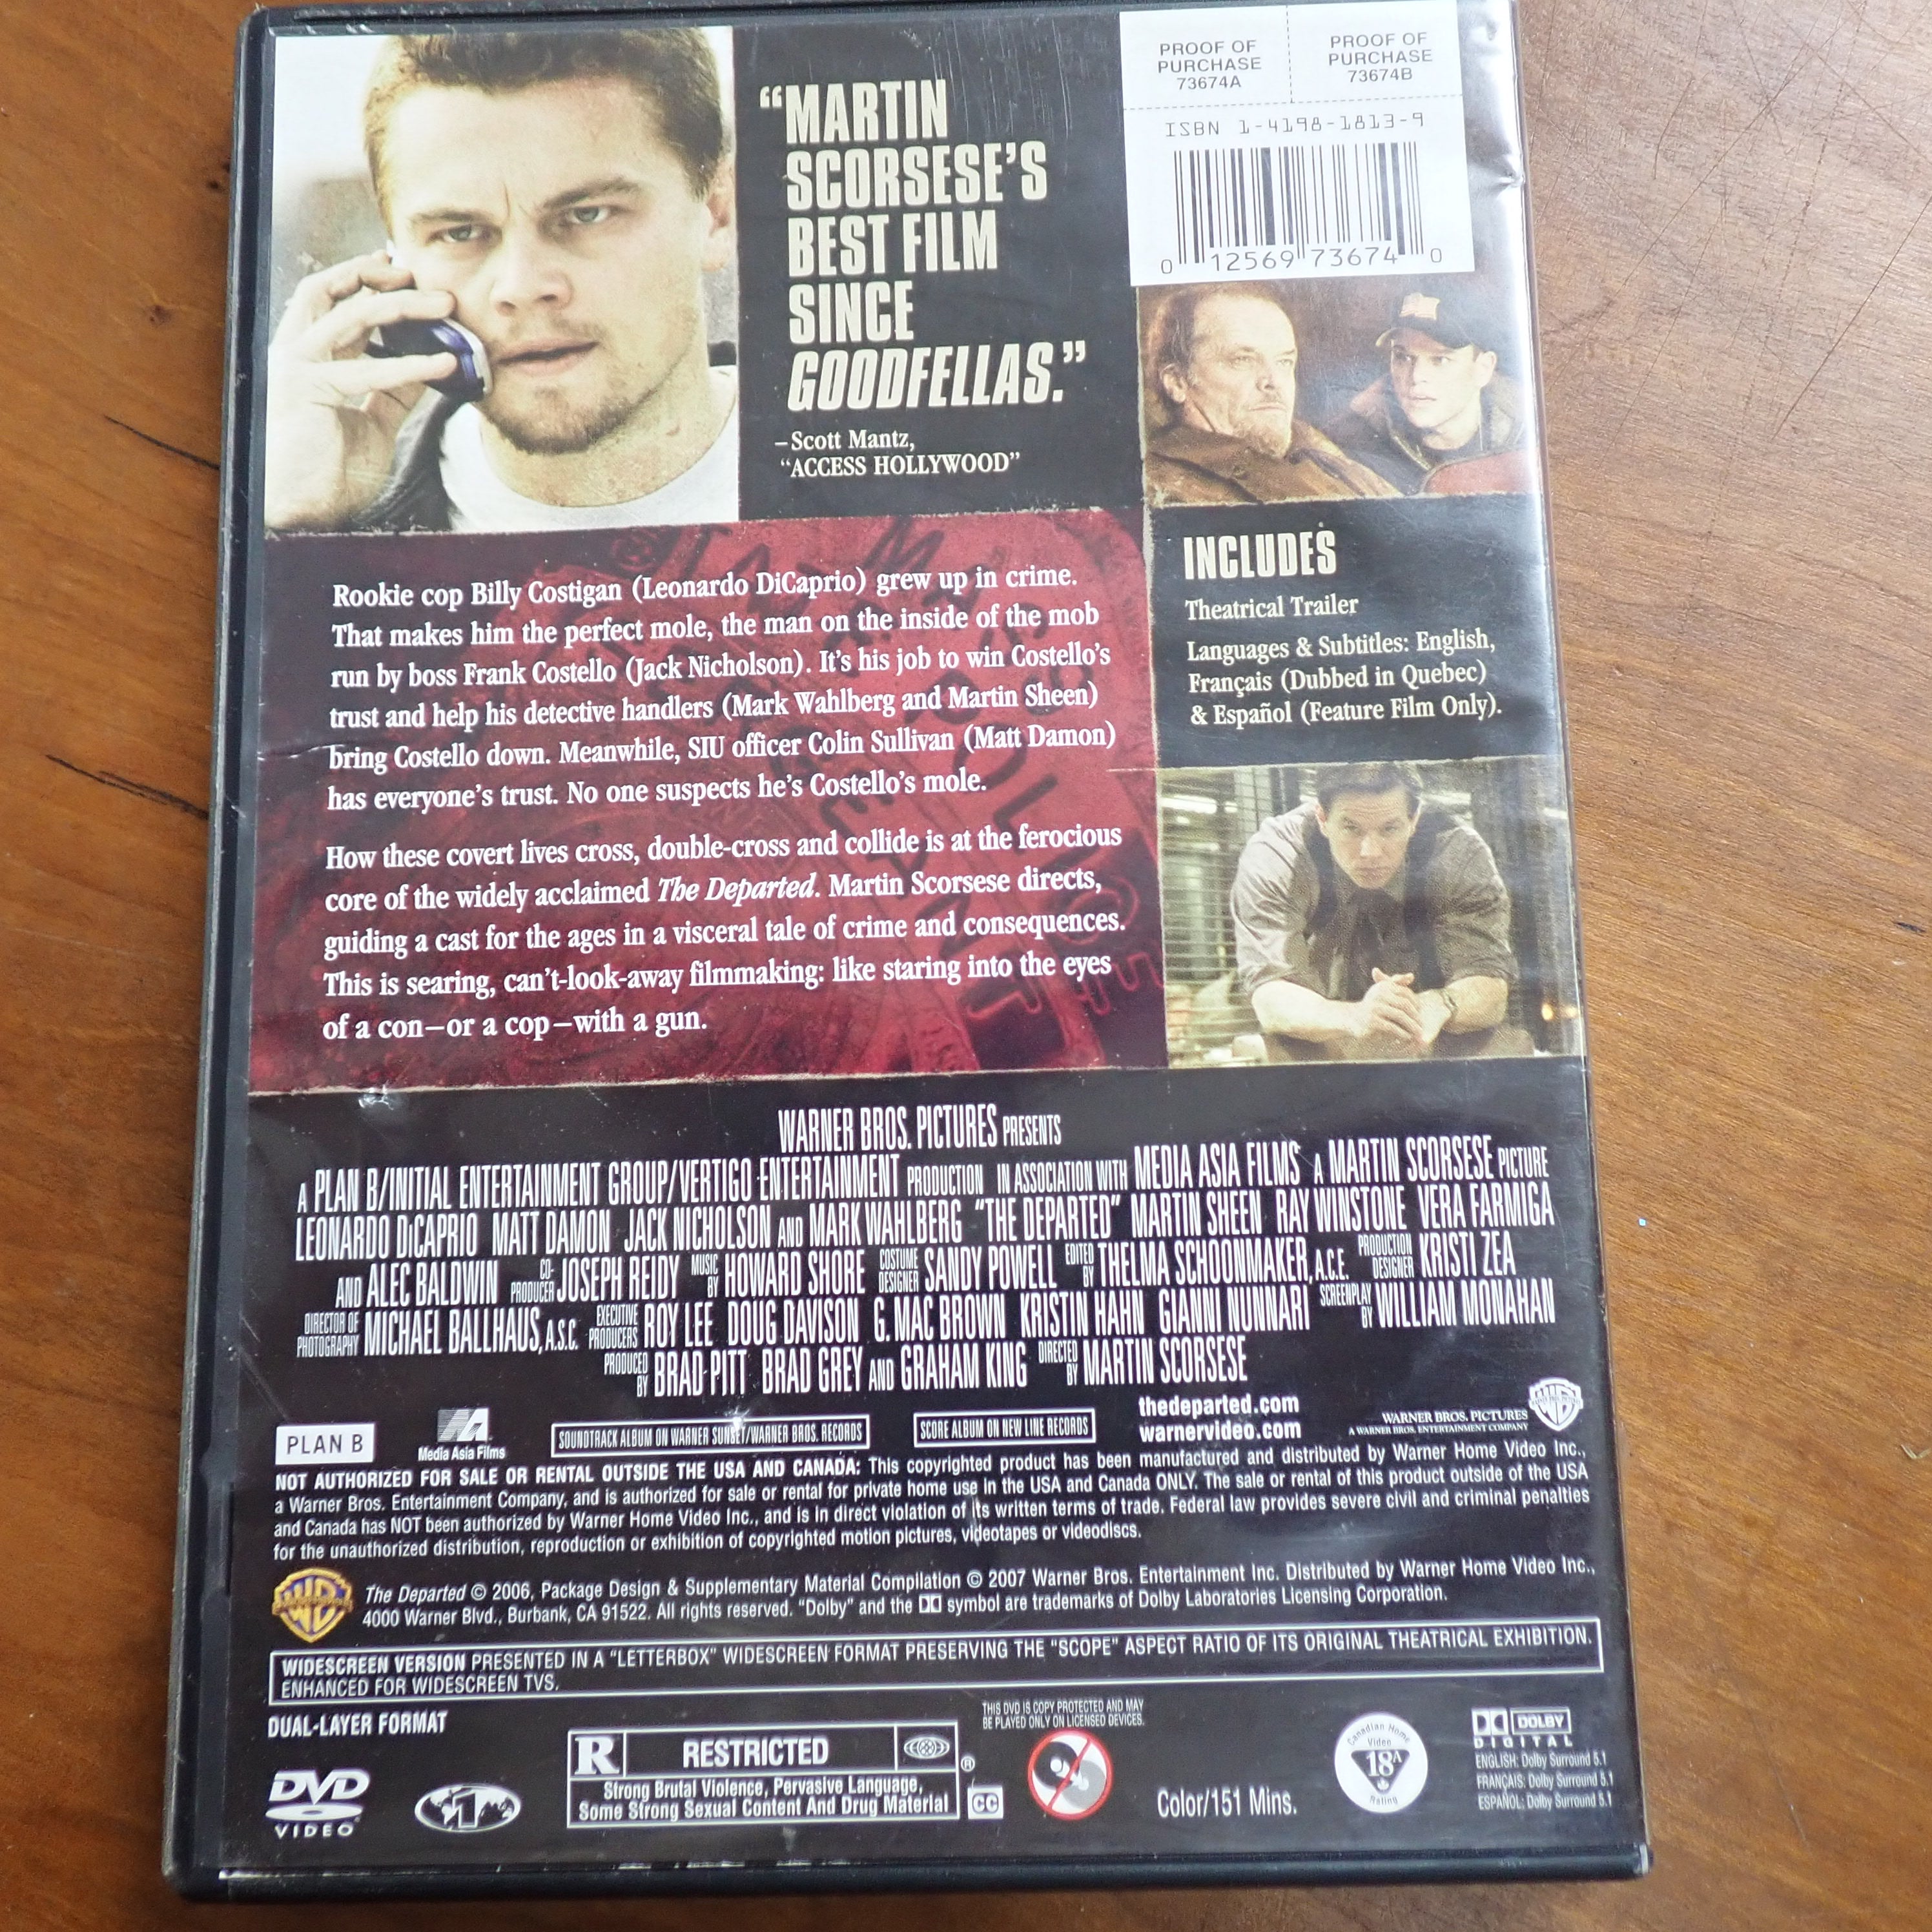 "MARTIN
SCORSESE'S
BEST FILM
SINCE
GOODFELLAS."
–Scott Mantz,
"ACCESS HOLLYWOOD"
PROOF OF
PURCHASE
73674A
PROOF OF
PURCHASE
73674B
ISBN 1-4198-1813-9
0 12569 73674 0
Rookie cop Billy Costigan (Leonardo DiCaprio) grew up in crime.
That makes him the perfect mole, the man on the inside of the mob
run by boss Frank Costello (Jack Nicholson). It's his job to win Costello's
trust and help his detective handlers (Mark Wahlberg and Martin Sheen)
bring Costello down. Meanwhile, SIU officer Colin Sullivan (Matt Damon)
has everyone's trust. No one suspects he's Costello's mole.
How these covert lives cross, double-cross and collide is at the ferocious
core of the widely acclaimed The Departed. Martin Scorsese directs,
guiding a cast for the ages in a visceral tale of crime and consequences.
This is searing, can't-look-away filmmaking: like staring into the eyes
of a con–or a cop–with a gun.
INCLUDES
Theatrical Trailer
Languages & Subtitles: English,
Français (Dubbed in Quebec)
& Español (Feature Film Only).
WARNER BROS. PICTURES PRESENTS
A PLAN B/INITIAL ENTERTAINMENT GROUP/VERTIGO ENTERTAINMENT PRODUCTION IN ASSOCIATION WITH MEDIA ASIA FILMS A MARTIN SCORSESE PICTURE
LEONARDO DiCAPRIO MATT DAMON JACK NICHOLSON AND MARK WAHLBERG "THE DEPARTED" MARTIN SHEEN RAY WINSTONE VERA FARMIGA
AND ALEC BALDWIN CO-PRODUCER JOSEPH REIDY MUSIC BY HOWARD SHORE COSTUME DESIGNER SANDY POWELL EDITED BY THELMA SCHOONMAKER, A.C.E. PRODUCTION DESIGNER KRISTI ZEA
DIRECTOR OF PHOTOGRAPHY MICHAEL BALLHAUS, A.S.C. EXECUTIVE PRODUCERS ROY LEE DOUG DAVISON G. MAC BROWN KRISTIN HAHN GIANNI NUNNARI SCREENPLAY BY WILLIAM MONAHAN
PRODUCED BY BRAD PITT BRAD GREY AND GRAHAM KING DIRECTED BY MARTIN SCORSESE
PLAN B
Media Asia Films
SOUNDTRACK ALBUM ON WARNER SUNSET/WARNER BROS. RECORDS
SCORE ALBUM ON NEW LINE RECORDS
thedeparted.com
warnervideo.com
WARNER BROS. PICTURES
A WARNER BROS. ENTERTAINMENT COMPANY
NOT AUTHORIZED FOR SALE OR RENTAL OUTSIDE THE USA AND CANADA: This copyrighted product has been manufactured and distributed by Warner Home Video Inc.,
a Warner Bros. Entertainment Company, and is authorized for sale or rental for private home use in the USA and Canada ONLY. The sale or rental of this product outside of the USA
and Canada has NOT been authorized by Warner Home Video Inc., and is in direct violation of its written terms of trade. Federal law provides severe civil and criminal penalties
for the unauthorized distribution, reproduction or exhibition of copyrighted motion pictures, videotapes or videodiscs.
The Departed © 2006, Package Design & Supplementary Material Compilation © 2007 Warner Bros. Entertainment Inc. Distributed by Warner Home Video Inc.,
4000 Warner Blvd., Burbank, CA 91522. All rights reserved. "Dolby" and the DD symbol are trademarks of Dolby Laboratories Licensing Corporation.
WIDESCREEN VERSION PRESENTED IN A "LETTERBOX" WIDESCREEN FORMAT PRESERVING THE "SCOPE" ASPECT RATIO OF ITS ORIGINAL THEATRICAL EXHIBITION.
ENHANCED FOR WIDESCREEN TVS.
DUAL-LAYER FORMAT
DVD
VIDEO
1
R RESTRICTED ®
Strong Brutal Violence, Pervasive Language,
Some Strong Sexual Content And Drug Material
CC
THIS DVD IS COPY PROTECTED AND MAY
BE PLAYED ONLY ON LICENSED DEVICES.
Color/151 Mins.
Canadian Home
Video
18A
Rating
DOLBY
DIGITAL
ENGLISH: Dolby Surround 5.1
FRANÇAIS: Dolby Surround 5.1
ESPAÑOL: Dolby Surround 5.1